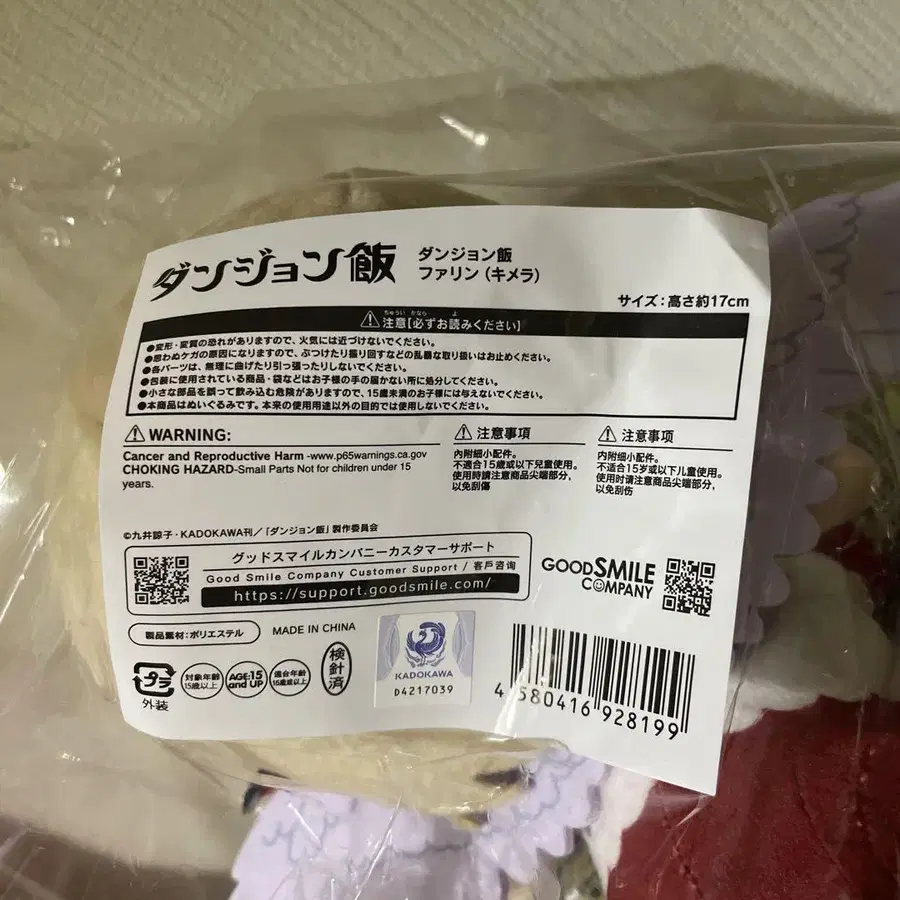 ダンジョン飯
ダンジョン飯
ファリン（キメラ）
サイズ：高さ約17cm
⚠注意【必ずお読みください】
ちゅうい かなら よ
●変形・変質の恐れがありますので、火気には近づけないでください。
●思わぬケガの原因になりますので、ぶつけたり振り回すなどの乱暴な取り扱いはお止めください。
●各パーツは、無理に曲げたり引っ張ったりしないでください。
●包装に使用されている商品・袋などはお子様の手の届かない所に処分してください。
●小さな部品を誤って飲み込む危険がありますので、15歳未満のお子様には与えないでください。
●本商品はぬいぐるみです。本来の使用用途以外の目的では使用しないでください。
⚠WARNING:
Cancer and Reproductive Harm -www.p65warnings.ca.gov
CHOKING HAZARD-Small Parts Not for children under 15
years.
⚠注意事項
內附細小配件。
不適合15歲或以下兒童使用。
使用時請注意商品尖端部分，
以免刮傷
⚠注意事项
内附细小配件。
不适合15岁或以下儿童使用。
使用时请注意商品尖端部分，
以免刮伤
©九井諒子・KADOKAWA刊／「ダンジョン飯」製作委員会
グッドスマイルカンパニーカスタマーサポート
Good Smile Company Customer Support / 客戶咨询
https://support.goodsmile.com/
GOOD SMILE
COMPANY
製品素材：ポリエステル
MADE IN CHINA
プラ
外装
対象年齢
15歳以上
AGE:15
and UP
適合年齡
15歲或以上
検針済
KADOKAWA
D4217039
4 580416 928199